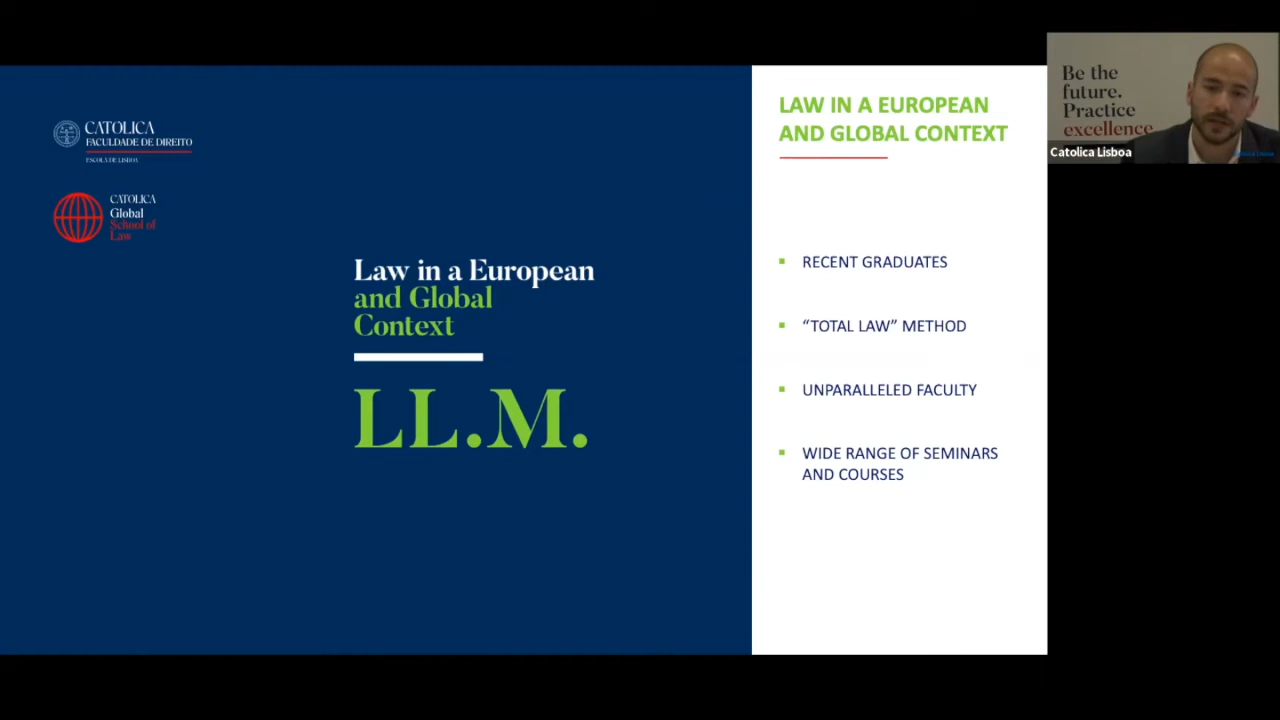 CATOLICA
FACULDADE DE DIREITO
ESCOLA DE LISBOA
CATOLICA
Global
School of
Law
Law in a European
and Global
Context
LL.M.
LAW IN A EUROPEAN
AND GLOBAL CONTEXT
RECENT GRADUATES
“TOTAL LAW” METHOD
UNPARALLELED FACULTY
WIDE RANGE OF SEMINARS
AND COURSES
Be the
future.
Practice
excellence
Catolica Lisboa